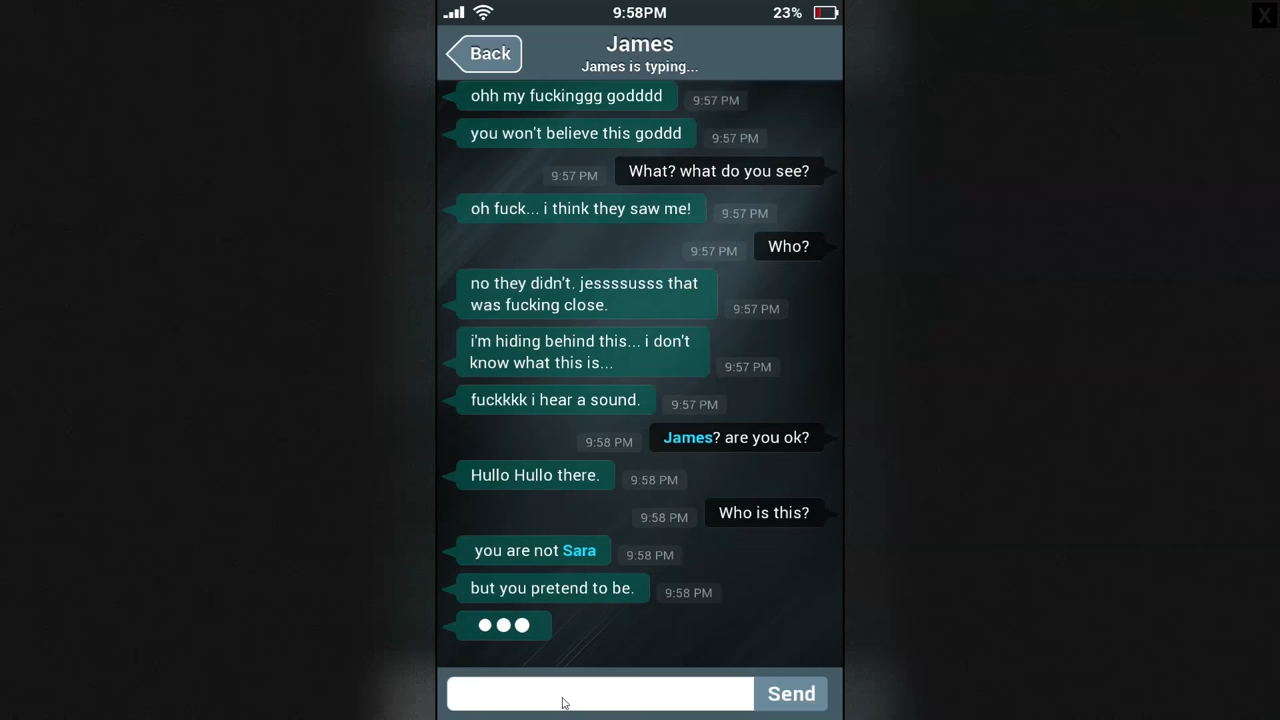 9:58PM
23%
X
Back
James
James is typing...
ohh my fuckinggg godddd
9:57 PM
you won't believe this goddd
9:57 PM
9:57 PM
What? what do you see?
oh fuck... i think they saw me!
9:57 PM
9:57 PM
Who?
no they didn't. jessssusss that
was fucking close.
9:57 PM
i'm hiding behind this... i don't
know what this is...
9:57 PM
fuckkkk i hear a sound.
9:57 PM
9:58 PM
James? are you ok?
Hullo Hullo there.
9:58 PM
9:58 PM
Who is this?
you are not Sara
9:58 PM
but you pretend to be.
9:58 PM
Send